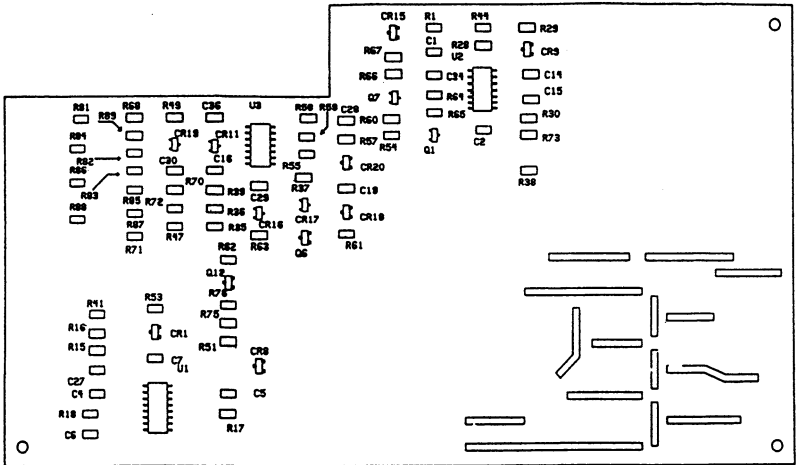 CR15 R1 R44 R29
C1 R28 U2 CR9
R67
R66 C34 C14
C15
Q7 R64
R81 R68 R49 C36 U3 R58 R59 C28 R60 R65 R30
R89
R54 Q1 C2 R73
R84 CR18 CR11 R57
R82 C30 C16 R55 CR20
R86 R70 R37 R38
R83 R39 C19
R88 R85 R72 C29 CR17
R36 CR16 CR19
R87 R47 R35 R63 Q6 R61
R71 R62
Q12
R76
R41 R53
R75
R16 CR1
R15 R51
C7 U1 CR8
C27
C4 C5
R18
C6 R17